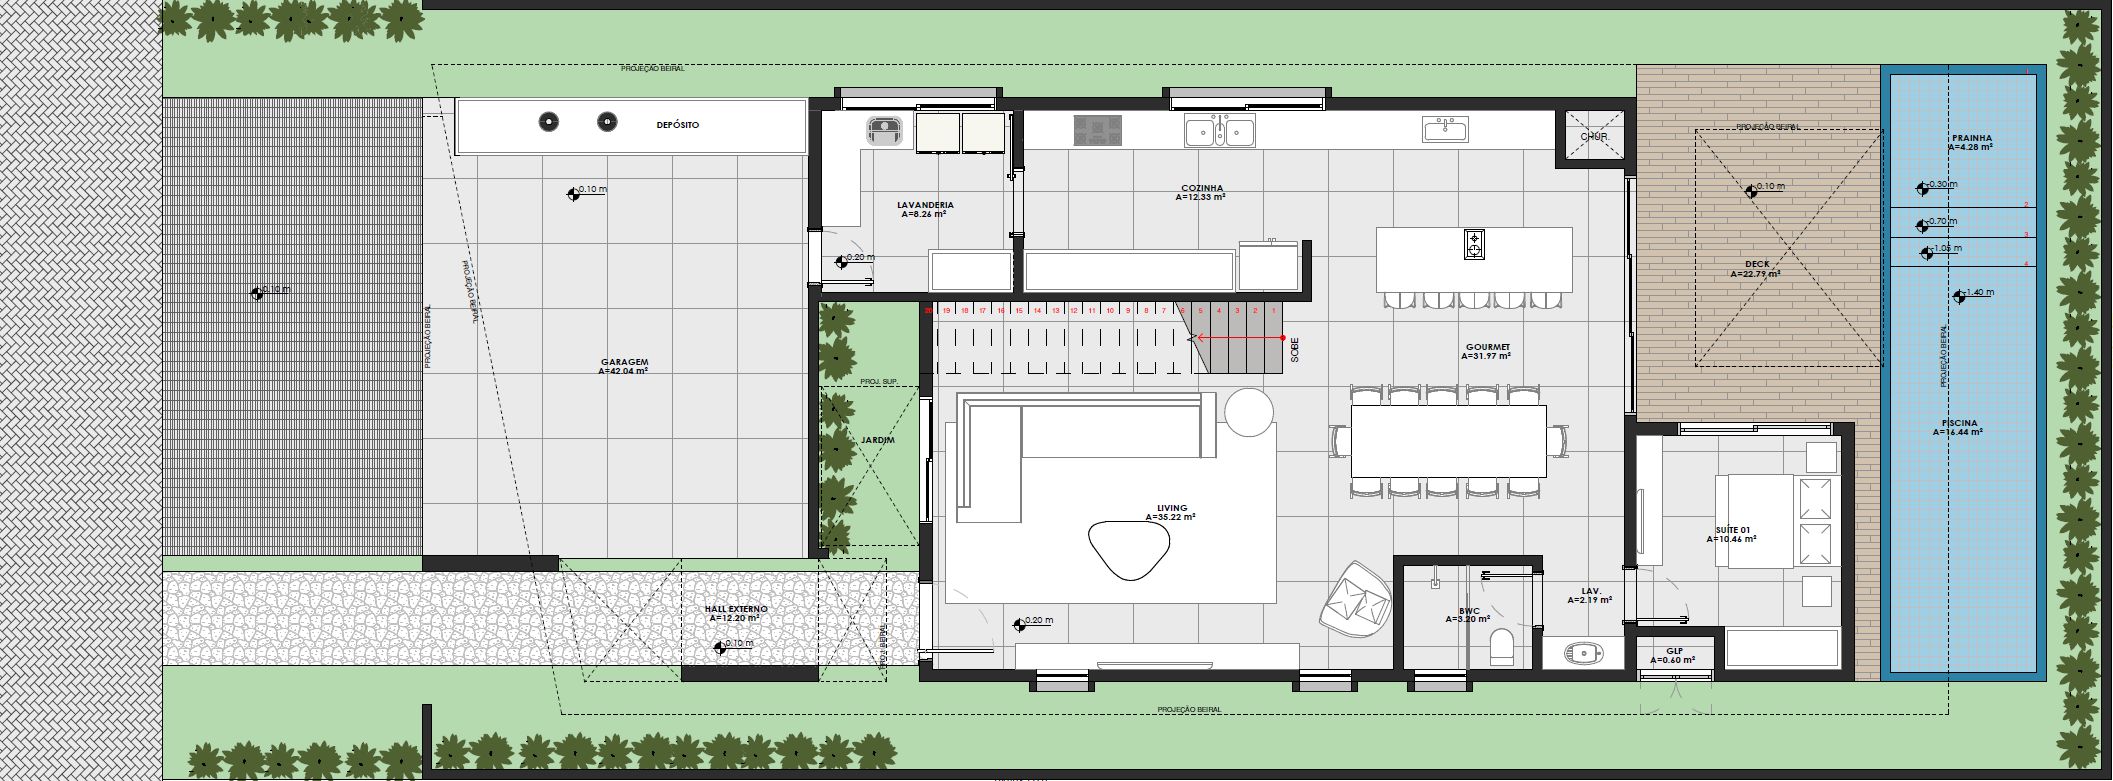 PROJEÇÃO BEIRAL
DEPÓSITO
0.10 m
0.10 m
PROJEÇÃO BEIRAL
PROJEÇÃO BEIRAL
GARAGEM
A=42.04 m²
LAVANDERIA
A=8.26 m²
0.20 m
COZINHA
A=12.33 m²
CHUR.
PROJEÇÃO BEIRAL
0.10 m
DECK
A=22.79 m²
1
PRAINHA
A=4.28 m²
-0.30 m
2
-0.70 m
3
-1.05 m
4
-1.40 m
PROJEÇÃO BEIRAL
PISCINA
A=16.44 m²
20 19 18 17 16 15 14 13 12 11 10 9 8 7 6 5 4 3 2 1
SOBE
GOURMET
A=31.97 m²
PROJ. SUP.
JARDIM
LIVING
A=35.22 m²
0.20 m
SUÍTE 01
A=10.46 m²
HALL EXTERNO
A=12.20 m²
0.10 m
PROJ. BEIRAL
BWC
A=3.20 m²
LAV.
A=2.19 m²
GLP
A=0.60 m²
PROJEÇÃO BEIRAL